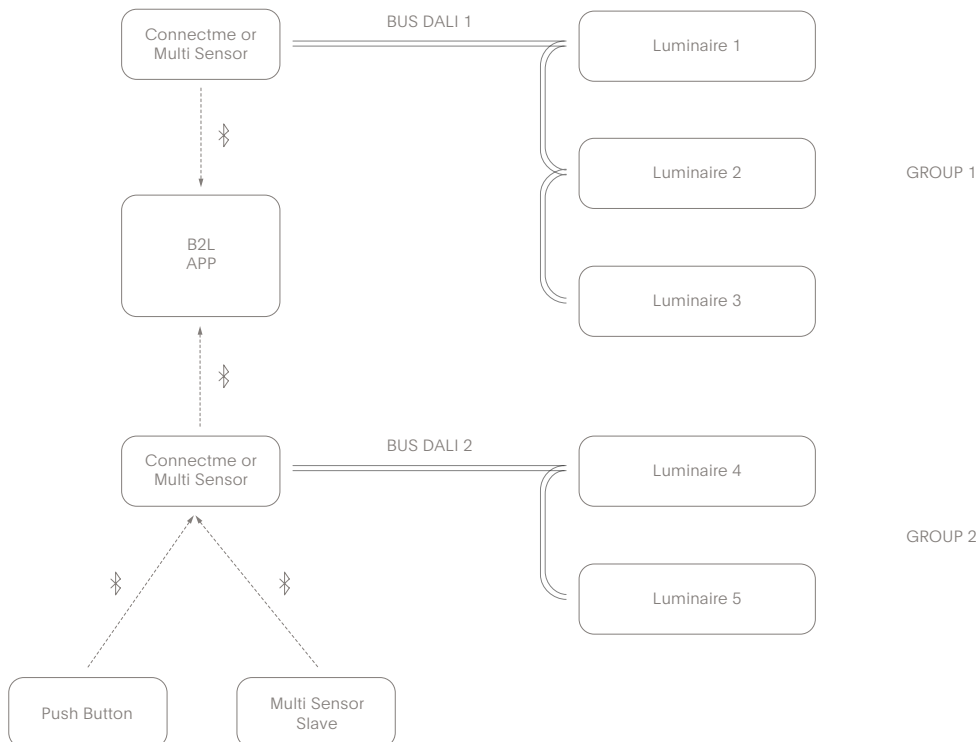 Connectme or
Multi Sensor
BUS DALI 1
Luminaire 1
Luminaire 2
GROUP 1
B2L
APP
Luminaire 3
Connectme or
Multi Sensor
BUS DALI 2
Luminaire 4
GROUP 2
Luminaire 5
Push Button
Multi Sensor
Slave